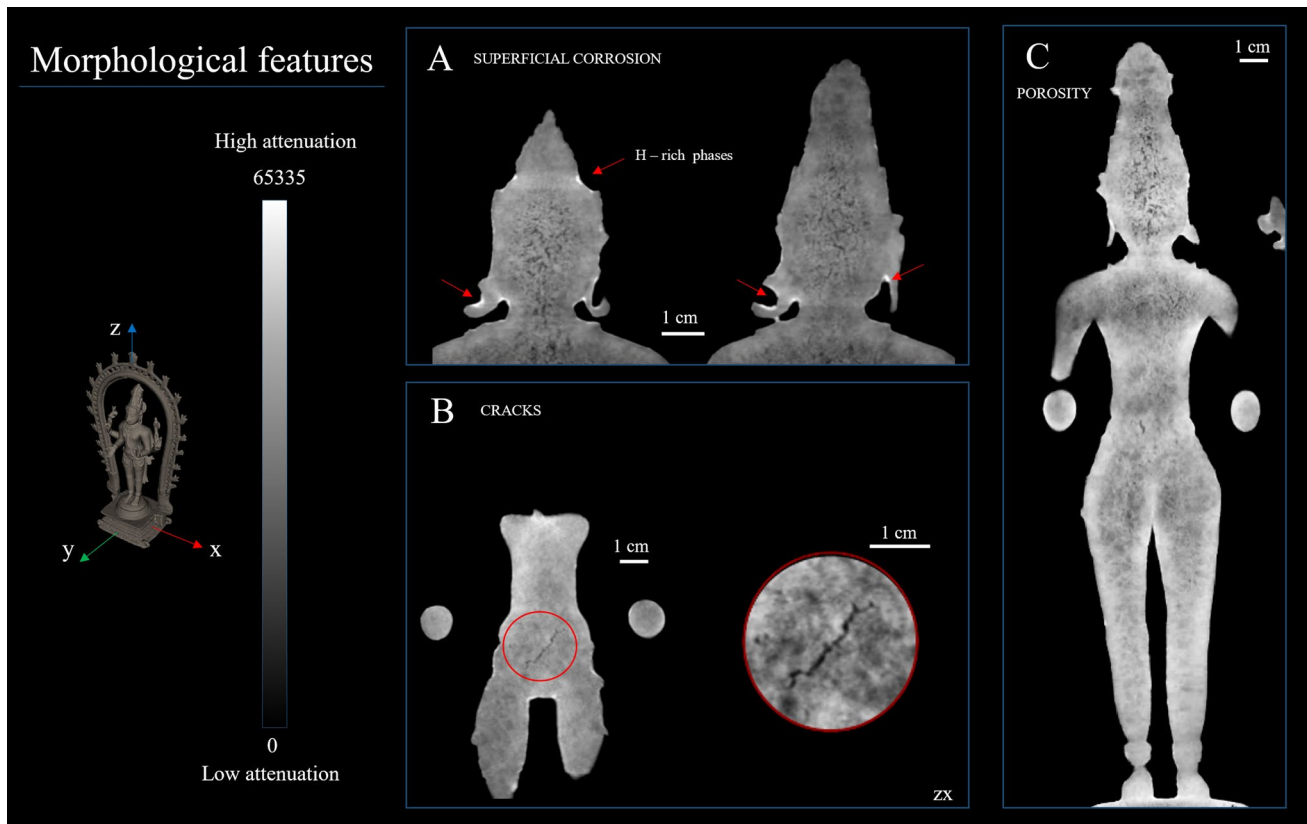 Morphological features
High attenuation
65335
0
Low attenuation
z
y
x
A SUPERFICIAL CORROSION
H – rich phases
1 cm
B CRACKS
1 cm
1 cm
zx
C
1 cm
POROSITY